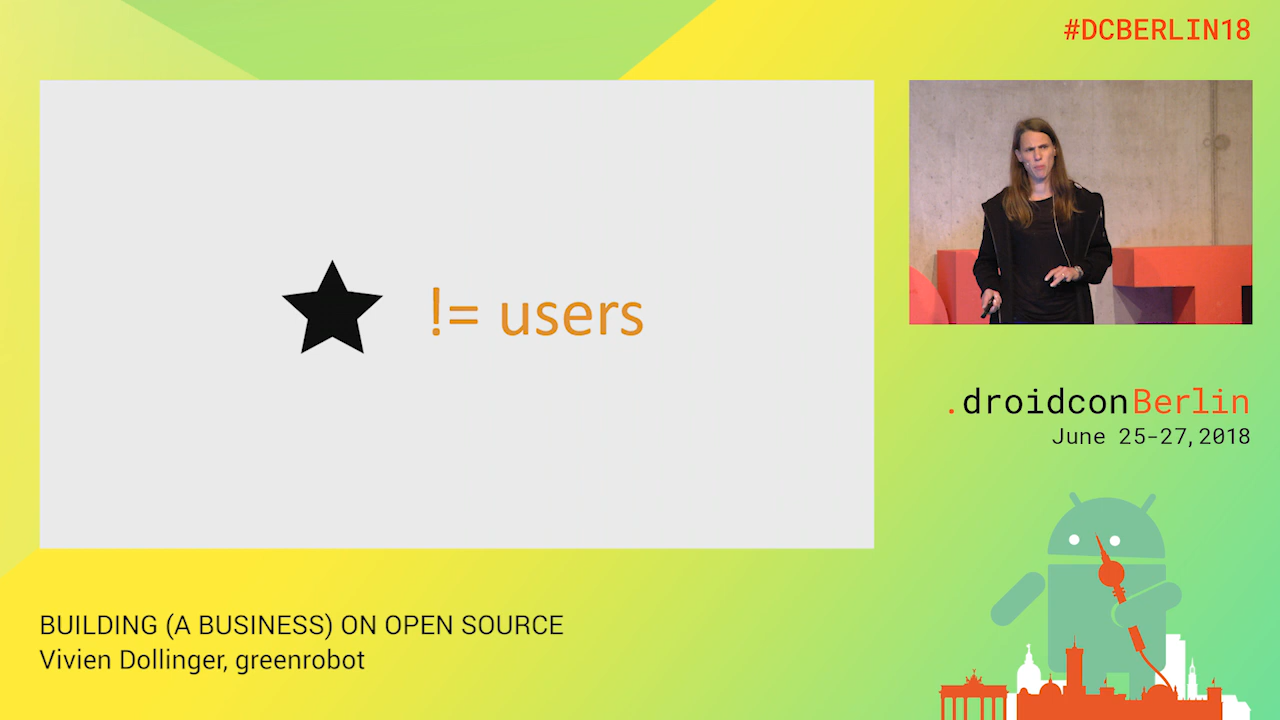 #DCBERLIN18
★ != users
.droidconBerlin
June 25-27, 2018
BUILDING (A BUSINESS) ON OPEN SOURCE
Vivien Dollinger, greenrobot